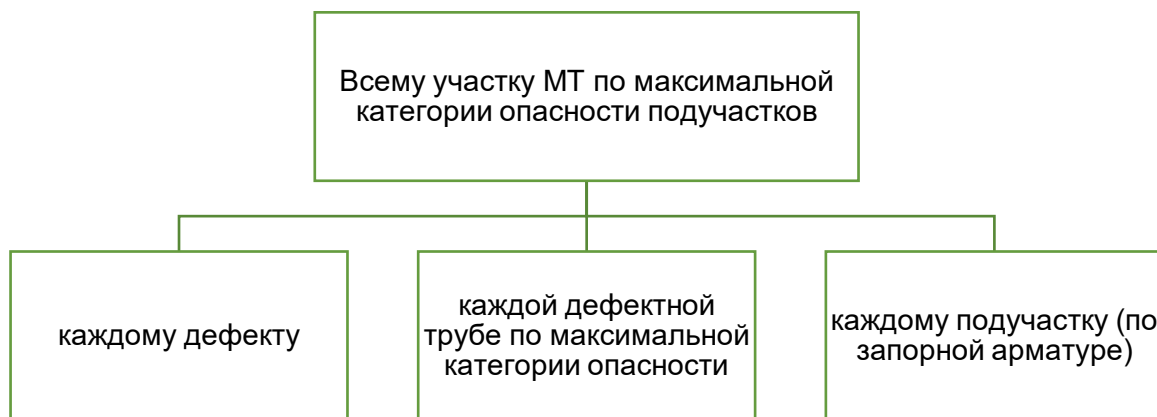 Всему участку МТ по максимальной
категории опасности подучастков
каждому дефекту
каждой дефектной
трубе по максимальной
категории опасности
каждому подучастку (по
запорной арматуре)